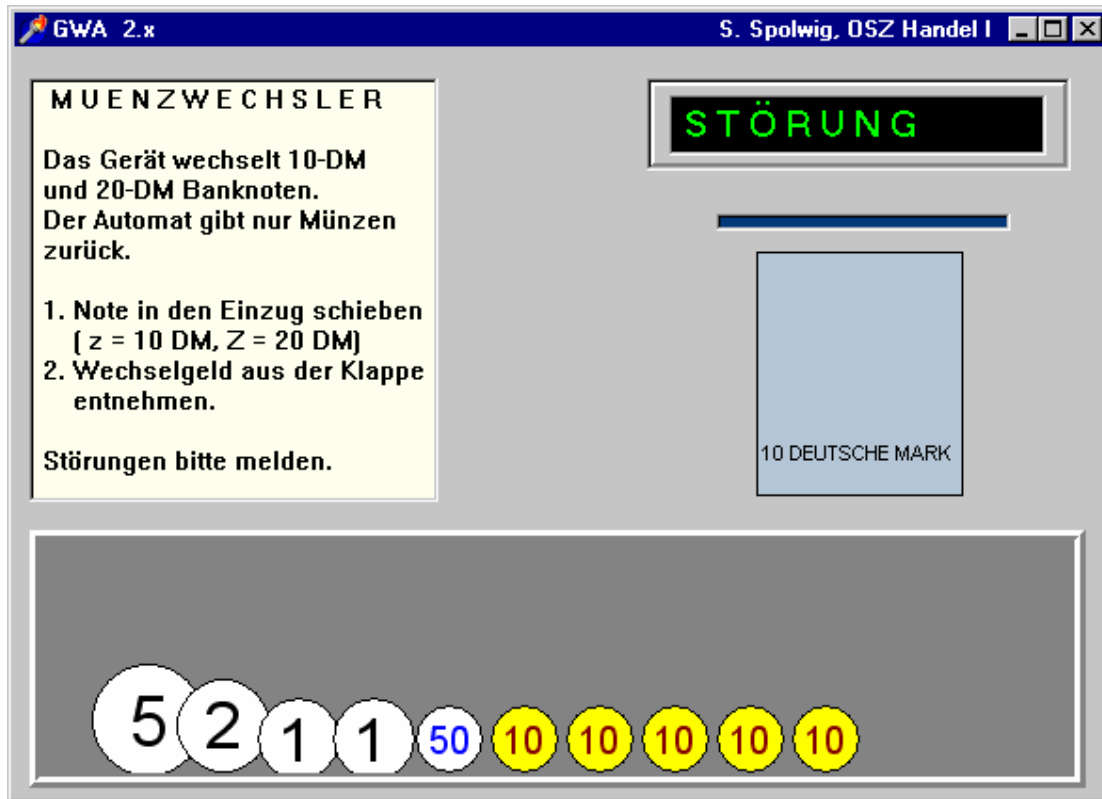 GWA 2.x
S. Spolwig, OSZ Handel I
MUENZWECHSLER
Das Gerät wechselt 10-DM
und 20-DM Banknoten.
Der Automat gibt nur Münzen
zurück.
1. Note in den Einzug schieben
( z = 10 DM, Z = 20 DM)
2. Wechselgeld aus der Klappe
entnehmen.
Störungen bitte melden.
STÖRUNG
10 DEUTSCHE MARK
5 2 1 1 50 10 10 10 10 10